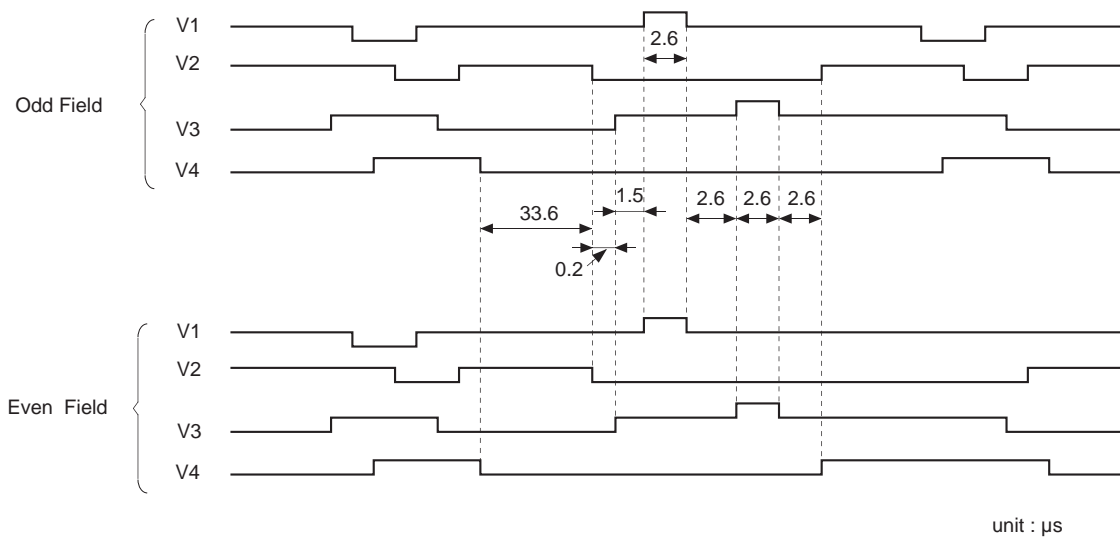 V1
2.6
V2
Odd Field
V3
V4
1.5
2.6 2.6 2.6
33.6
0.2
V1
V2
Even Field
V3
V4
unit : μs